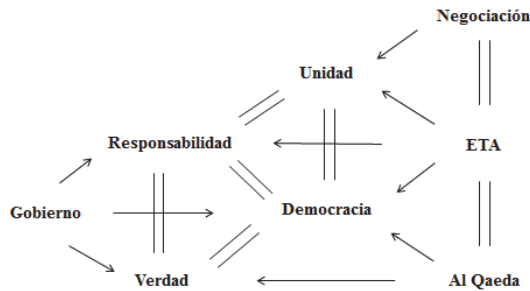 Negociación
Unidad
Responsabilidad
ETA
Gobierno
Democracia
Verdad
Al Qaeda